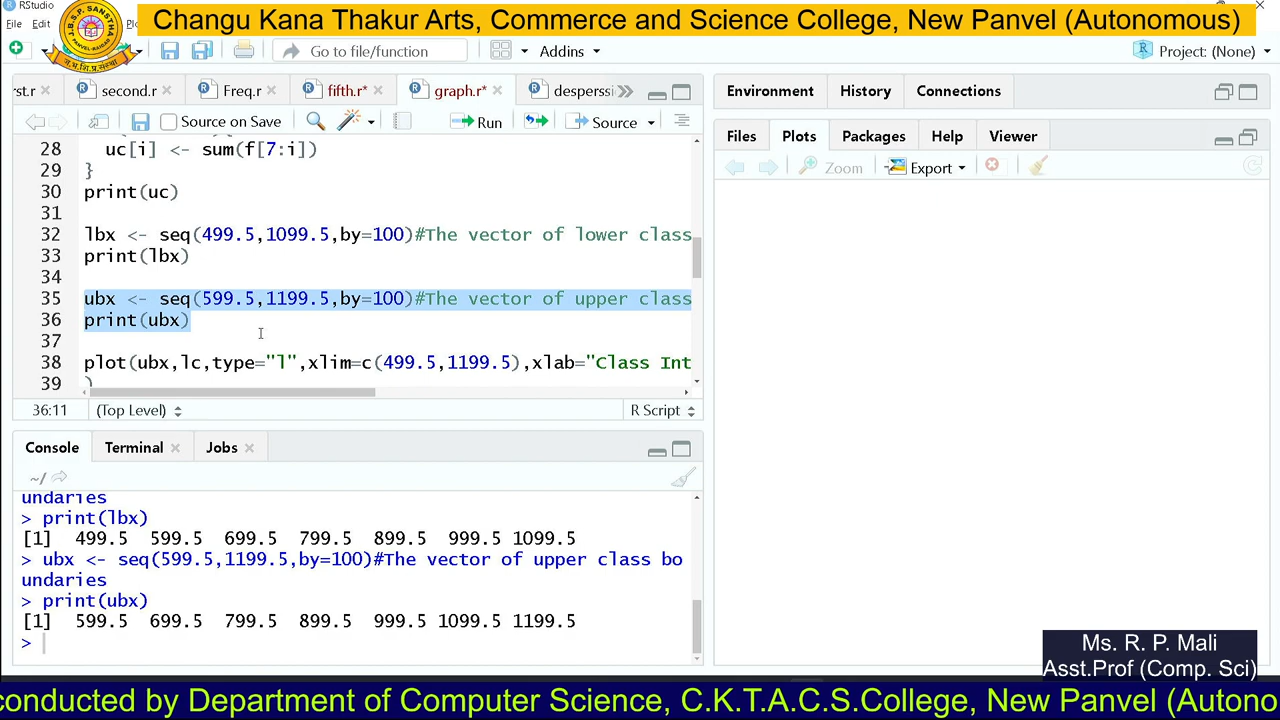 RStudio
Changu Kana Thakur Arts, Commerce and Science College, New Panvel (Autonomous)
File Edit
Go to file/function
Addins
Project: (None)
rst.r
second.r
Freq.r
fifth.r*
graph.r*
desperssi
Environment
History
Connections
Source on Save
Run
Source
Files
Plots
Packages
Help
Viewer
Zoom
Export
28 uc[i] <- sum(f[7:i])
29 }
30 print(uc)
31
32 lbx <- seq(499.5,1099.5,by=100)#The vector of lower class
33 print(lbx)
34
35 ubx <- seq(599.5,1199.5,by=100)#The vector of upper class
36 print(ubx)
37
38 plot(ubx,lc,type="l",xlim=c(499.5,1199.5),xlab="Class Int
39 )
36:11
(Top Level)
R Script
Console
Terminal
Jobs
~/
undaries
> print(lbx)
[1] 499.5 599.5 699.5 799.5 899.5 999.5 1099.5
> ubx <- seq(599.5,1199.5,by=100)#The vector of upper class bo
undaries
> print(ubx)
[1] 599.5 699.5 799.5 899.5 999.5 1099.5 1199.5
>
Ms. R. P. Mali
Asst.Prof (Comp. Sci)
conducted by Department of Computer Science, C.K.T.A.C.S.College, New Panvel (Autono